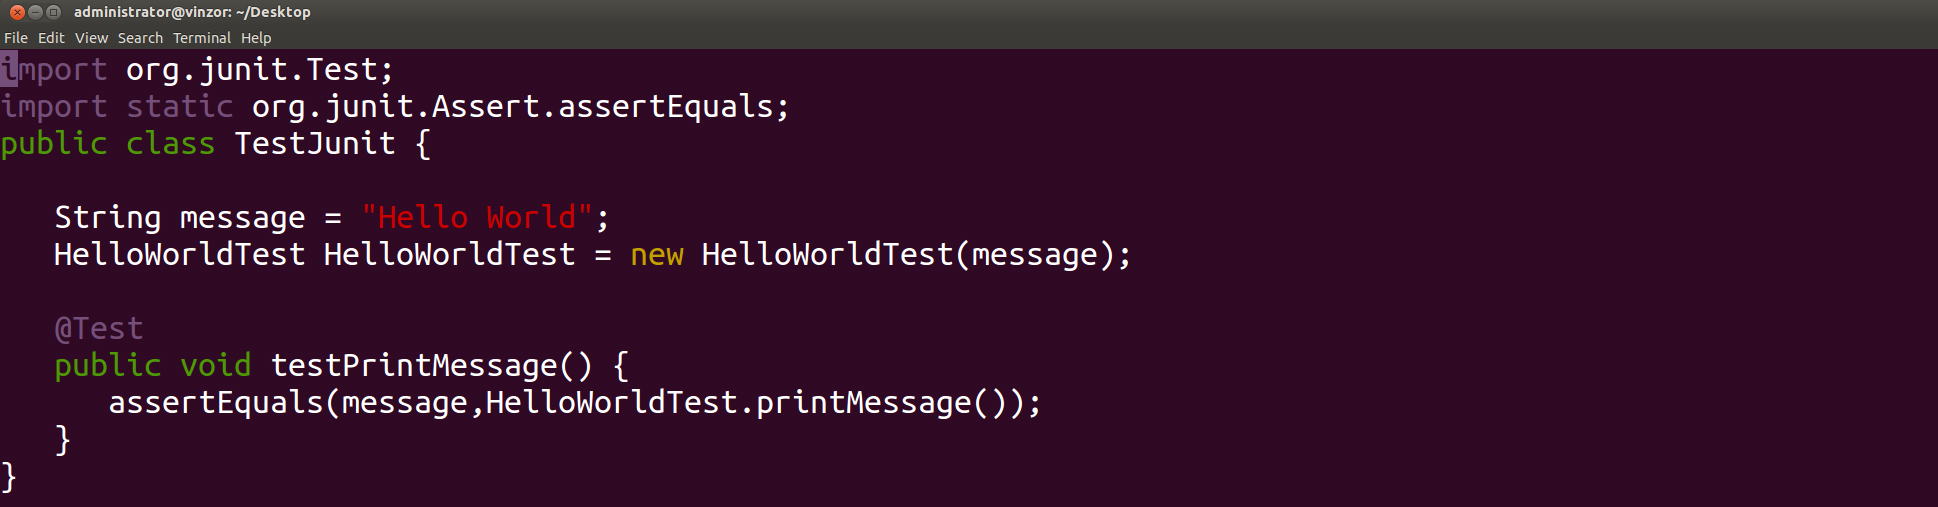 administrator@vinzor: ~/Desktop
File Edit View Search Terminal Help
import org.junit.Test;
import static org.junit.Assert.assertEquals;
public class TestJunit {
   String message = "Hello World";
   HelloWorldTest HelloWorldTest = new HelloWorldTest(message);
   @Test
   public void testPrintMessage() {
      assertEquals(message,HelloWorldTest.printMessage());
   }
}